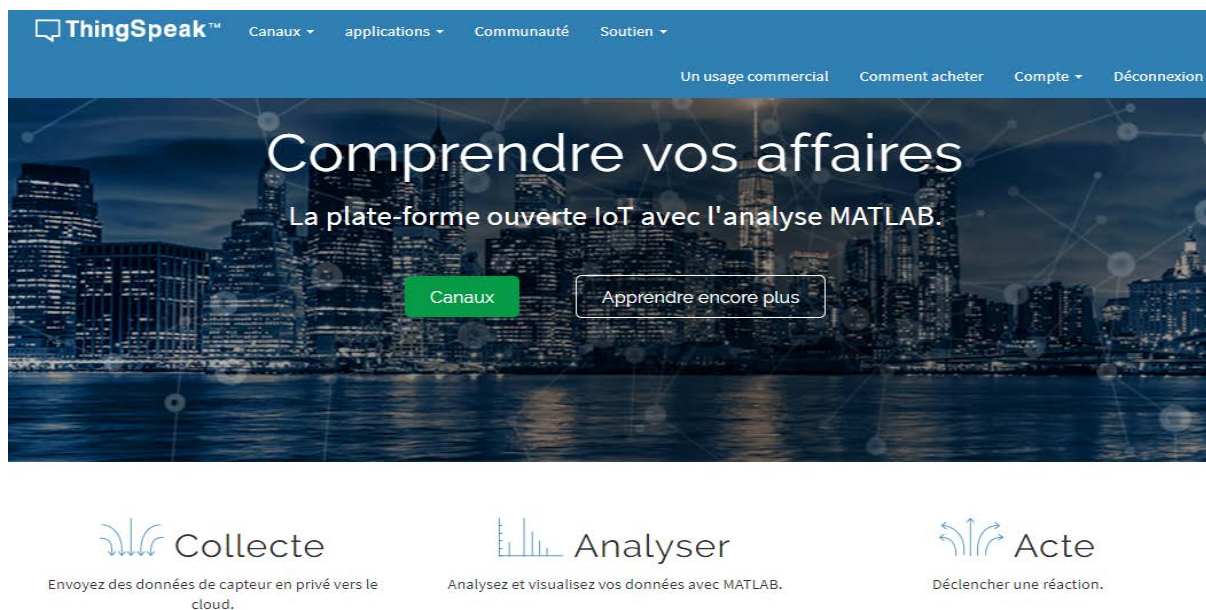 ThingSpeak™ Canaux applications Communauté Soutien
Un usage commercial Comment acheter Compte Déconnexion
Comprendre vos affaires
La plate-forme ouverte IoT avec l'analyse MATLAB.
Canaux Apprendre encore plus
Collecte
Envoyez des données de capteur en privé vers le
cloud.
Analyser
Analysez et visualisez vos données avec MATLAB.
Acte
Déclencher une réaction.